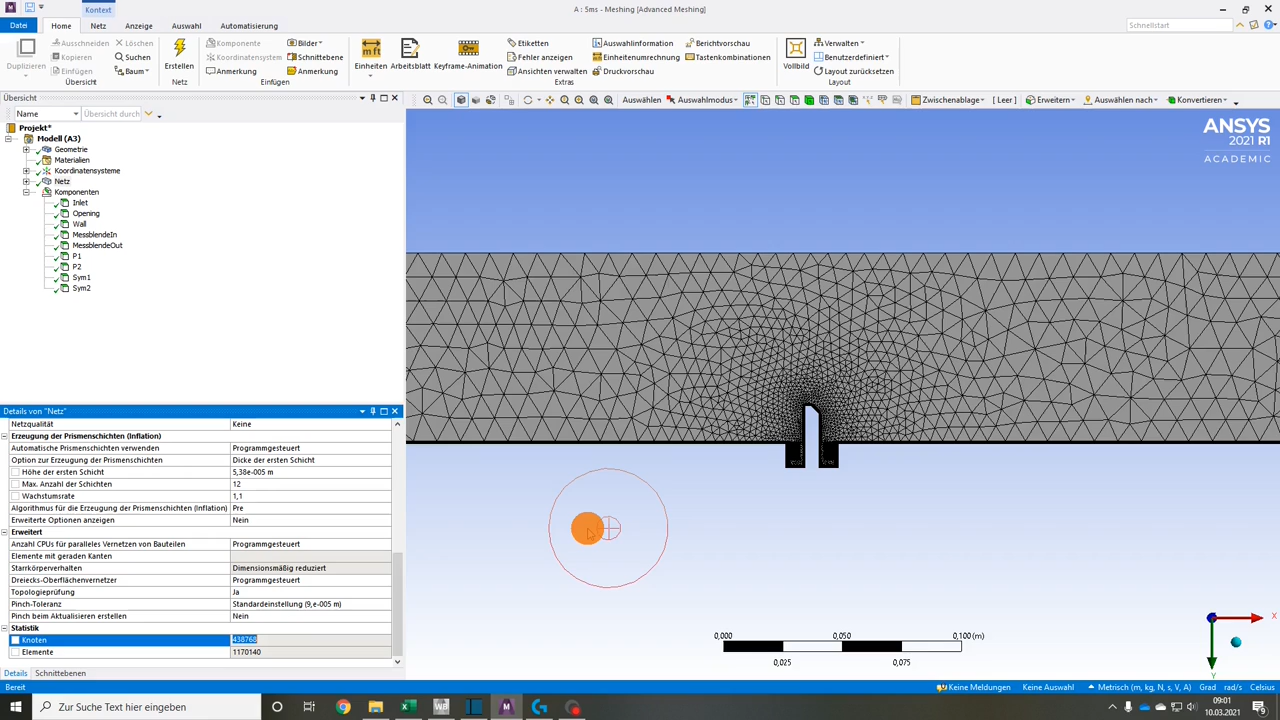 Kontext
A : 5ms - Meshing [Advanced Meshing]
Datei Home Netz Anzeige Auswahl Automatisierung
Schnellstart
Duplizieren
Ausschneiden
Kopieren
Einfügen
Löschen
Suchen
Baum
Übersicht
Erstellen
Netz
Komponente
Koordinatensystem
Anmerkung
Bilder
Schnittebene
Anmerkung
Einfügen
Einheiten
Arbeitsblatt
Keyframe-Animation
Etiketten
Fehler anzeigen
Ansichten verwalten
Auswahlinformation
Einheitenumrechnung
Druckvorschau
Berichtvorschau
Tastenkombinationen
Extras
Vollbild
Verwalten
Benutzerdefiniert
Layout zurücksetzen
Layout
Übersicht
Auswählen Auswahlmodus Zwischenablage [ Leer ] Erweitern Auswählen nach Konvertieren
Name Übersicht durch
Projekt*
Modell (A3)
Geometrie
Materialien
Koordinatensysteme
Netz
Komponenten
Inlet
Opening
Wall
MessblendeIn
MessblendeOut
P1
P2
Sym1
Sym2
ANSYS
2021 R1
ACADEMIC
Details von "Netz"
Netzqualität Keine
Erzeugung der Prismenschichten (Inflation)
Automatische Prismenschichten verwenden Programmgesteuert
Option zur Erzeugung der Prismenschichten Dicke der ersten Schicht
Höhe der ersten Schicht 5,38e-005 m
Max. Anzahl der Schichten 12
Wachstumsrate 1,1
Algorithmus für die Erzeugung der Prismenschichten (Inflation) Pre
Erweiterte Optionen anzeigen Nein
Erweitert
Anzahl CPUs für paralleles Vernetzen von Bauteilen Programmgesteuert
Elemente mit geraden Kanten
Starrkörperverhalten Dimensionsmäßig reduziert
Dreiecks-Oberflächenvernetzer Programmgesteuert
Topologieprüfung Ja
Pinch-Toleranz Standardeinstellung (9,e-005 m)
Pinch beim Aktualisieren erstellen Nein
Statistik
Knoten 438768
Elemente 1170140
0,000 0,050 0,100 (m)
0,025 0,075
X
Y
Details Schnittebenen
Bereit Keine Meldungen Keine Auswahl Metrisch (m, kg, N, s, V, A) Grad rad/s Celsius
Zur Suche Text hier eingeben
09:01
10.03.2021